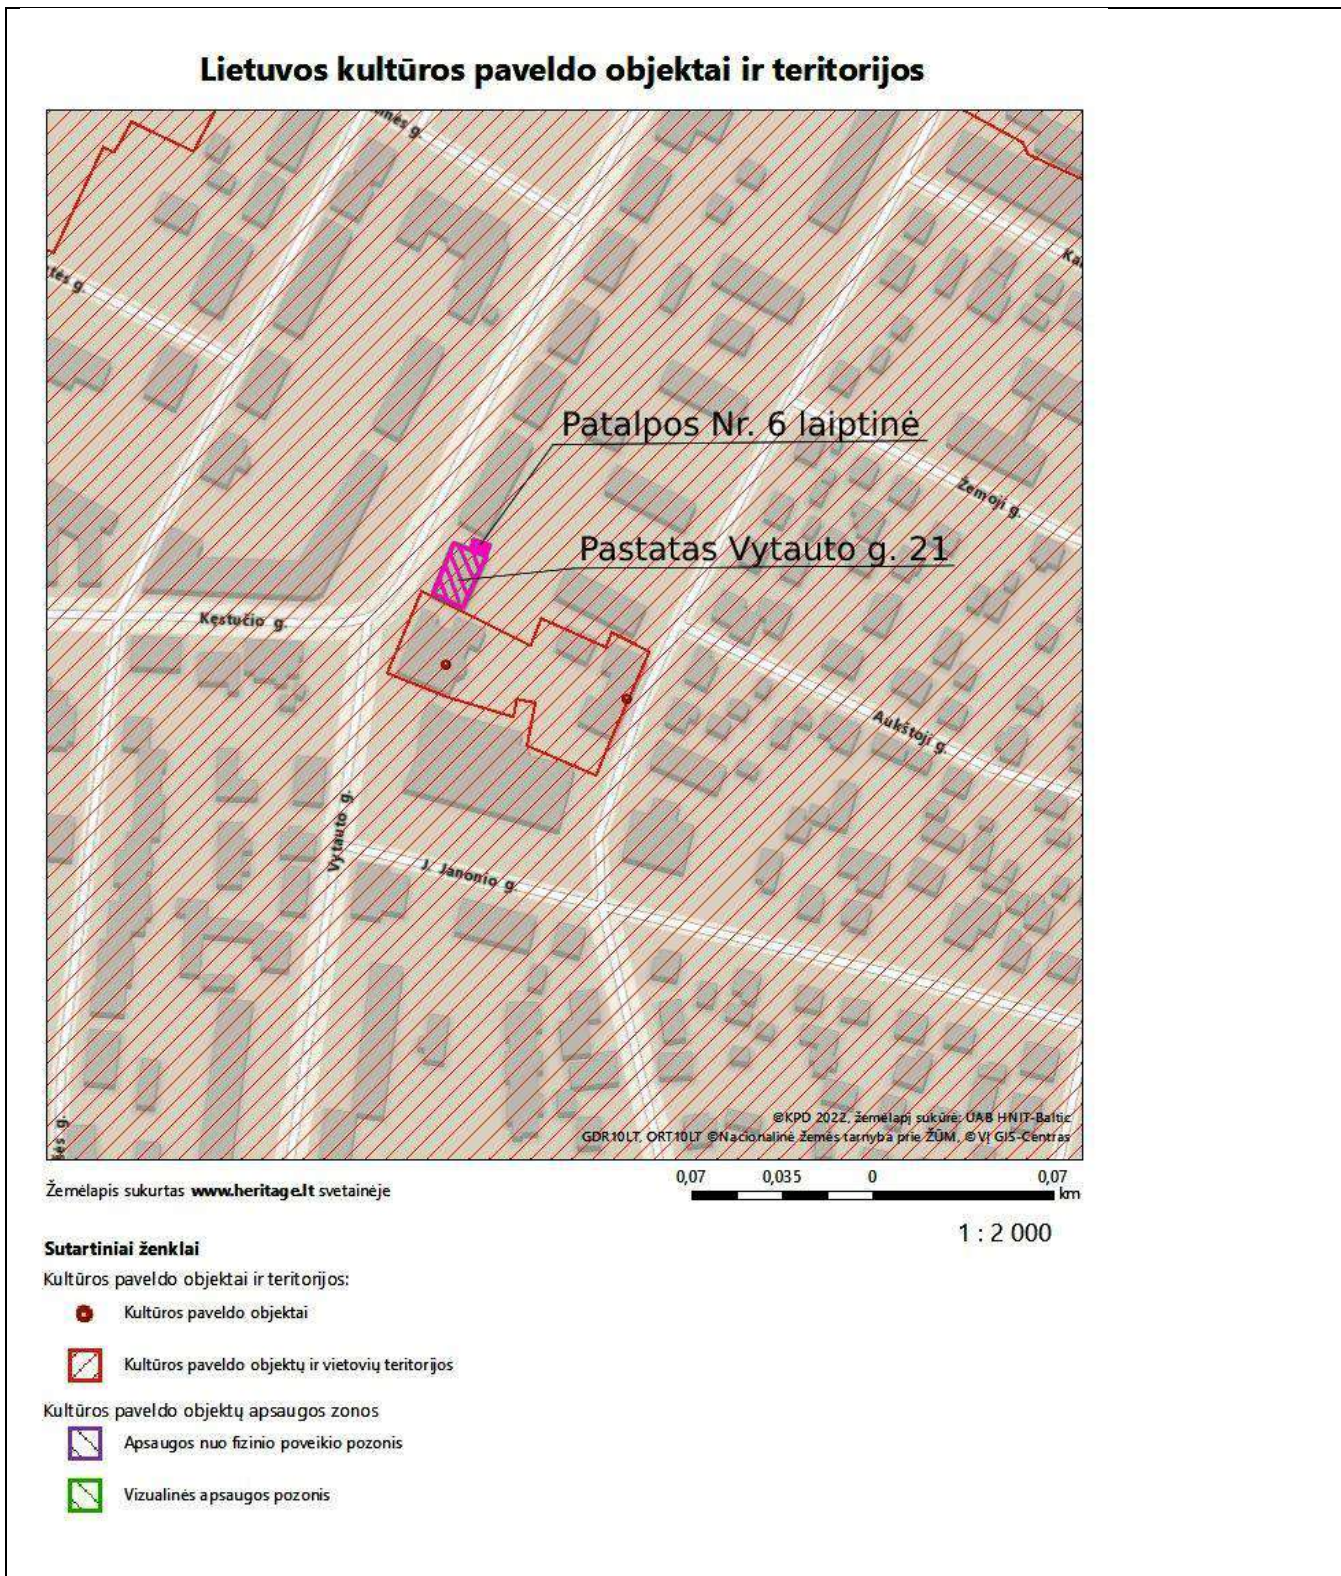 Lietuvos kultūros paveldo objektai ir teritorijos
Patalpos Nr. 6 laiptinė
Žemoji g.
Pastatas Vytauto g. 21
Kęstučio g.
Aukštoji g.
Vytauto g.
J. Janonio g.
©KPD 2022, žemėlapį sukūrė: UAB HNIT-Baltic
GDR10LT, ORT10LT ©Nacionalinė žemės tarnyba prie ŽŪM, ©VĮ GIS-Centras
Žemėlapis sukurtas www.heritage.lt svetainėje
0,07 0,035 0 0,07
km
1 : 2 000
Sutartiniai ženklai
Kultūros paveldo objektai ir teritorijos:
Kultūros paveldo objektai
Kultūros paveldo objektų ir vietovių teritorijos
Kultūros paveldo objektų apsaugos zonos
Apsaugos nuo fizinio poveikio pozonis
Vizualinės apsaugos pozonis